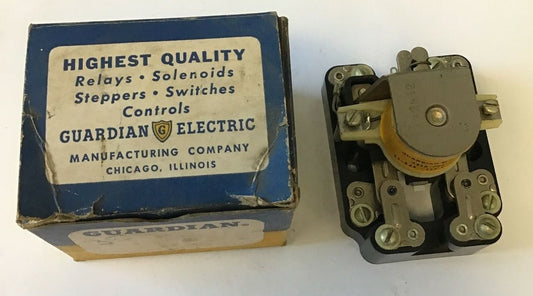 HIGHEST QUALITY
Relays • Solenoids
Steppers • Switches
Controls
GUARDIAN G ELECTRIC
MANUFACTURING COMPANY
CHICAGO, ILLINOIS
GUARDIAN